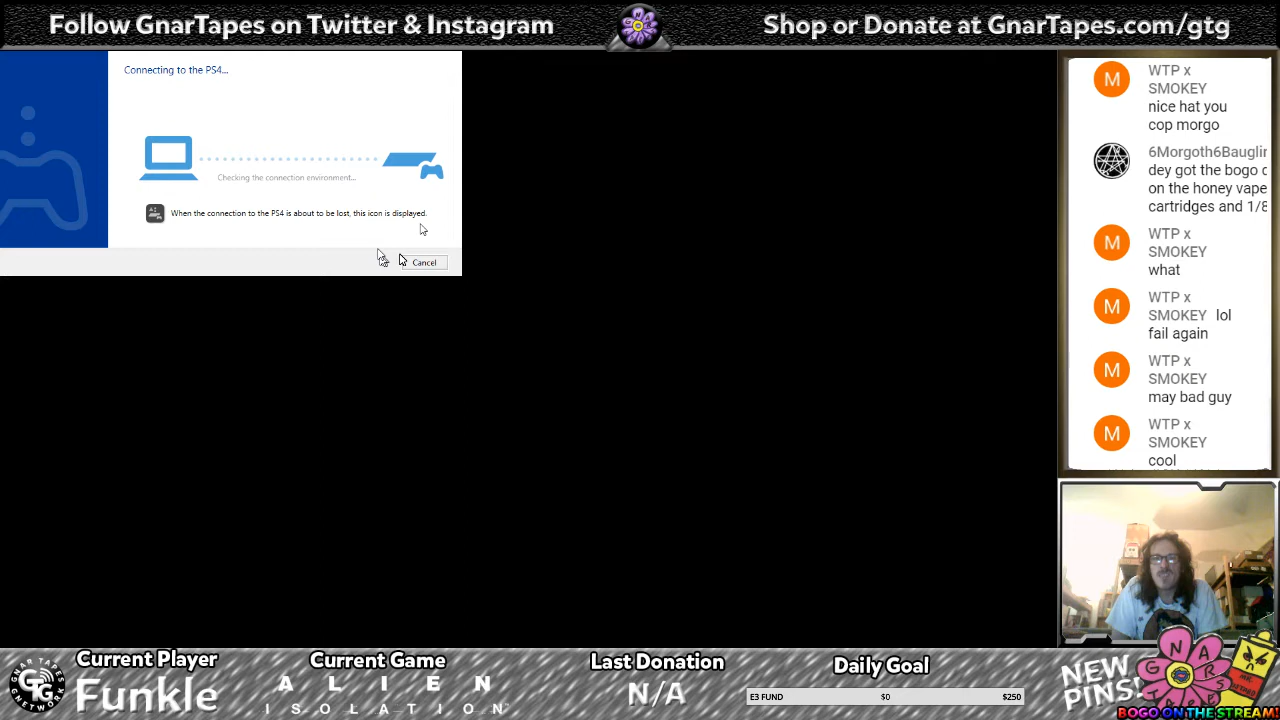 Follow GnarTapes on Twitter & Instagram
Shop or Donate at GnarTapes.com/gtg
Connecting to the PS4...
Checking the connection environment...
When the connection to the PS4 is about to be lost, this icon is displayed.
Cancel
M
WTP x
SMOKEY
nice hat you
cop morgo
6Morgoth6Bauglir
dey got the bogo
on the honey vape
cartridges and 1/8
M
WTP x
SMOKEY
what
M
WTP x
SMOKEY lol
fail again
M
WTP x
SMOKEY
may bad guy
M
WTP x
SMOKEY
cool
GTG
Current Player
Funkle
Current Game
ALIEN
ISOLATION
Last Donation
N/A
Daily Goal
E3 FUND $0 $250
NEW
PINS!
GNAR
BOGO ON THE STREAM!